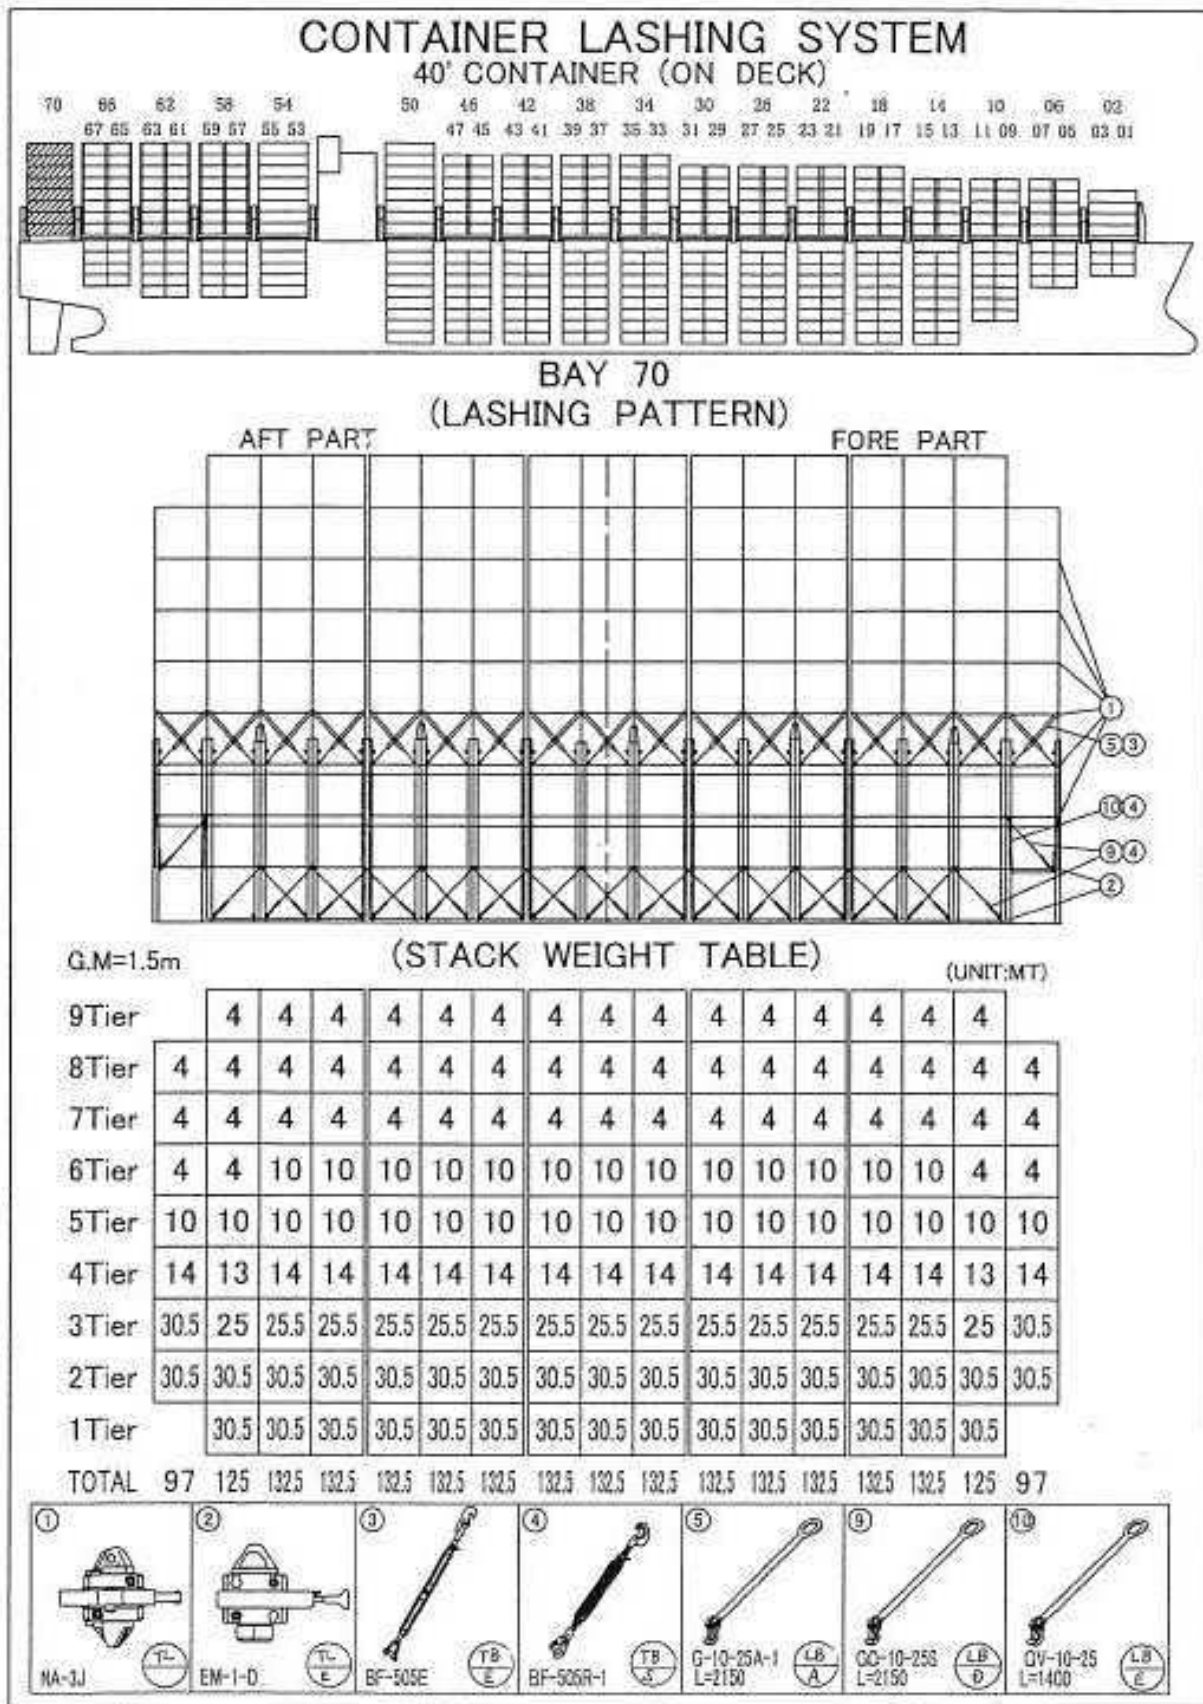 CONTAINER LASHING SYSTEM
40' CONTAINER (ON DECK)
70 66 62 58 54 50 46 42 38 34 30 26 22 18 14 10 06 02
67 65 63 61 59 57 55 53 47 45 43 41 39 37 35 33 31 29 27 25 23 21 19 17 15 13 11 09 07 05 03 01
BAY 70
(LASHING PATTERN)
AFT PART FORE PART
1
5 3
10 4
9 4
2
G.M=1.5m (STACK WEIGHT TABLE) (UNIT:MT)
9Tier 4 4 4 4 4 4 4 4 4 4 4 4 4 4 4
8Tier 4 4 4 4 4 4 4 4 4 4 4 4 4 4 4 4 4
7Tier 4 4 4 4 4 4 4 4 4 4 4 4 4 4 4 4 4
6Tier 4 4 10 10 10 10 10 10 10 10 10 10 10 10 10 4 4
5Tier 10 10 10 10 10 10 10 10 10 10 10 10 10 10 10 10 10
4Tier 14 13 14 14 14 14 14 14 14 14 14 14 14 14 14 13 14
3Tier 30.5 25 25.5 25.5 25.5 25.5 25.5 25.5 25.5 25.5 25.5 25.5 25.5 25.5 25.5 25 30.5
2Tier 30.5 30.5 30.5 30.5 30.5 30.5 30.5 30.5 30.5 30.5 30.5 30.5 30.5 30.5 30.5 30.5 30.5
1Tier 30.5 30.5 30.5 30.5 30.5 30.5 30.5 30.5 30.5 30.5 30.5 30.5 30.5 30.5 30.5
TOTAL 97 125 132.5 132.5 132.5 132.5 132.5 132.5 132.5 132.5 132.5 132.5 132.5 132.5 132.5 125 97
1 2 3 4 5 9 10
NA-3J TL
EM-1-D TL E
BF-505E TB E
BF-505R-1 TB S
G-10-25A-1 LB A
L=2150
LB D
L=2150
QV-10-25 LB E
L=1400